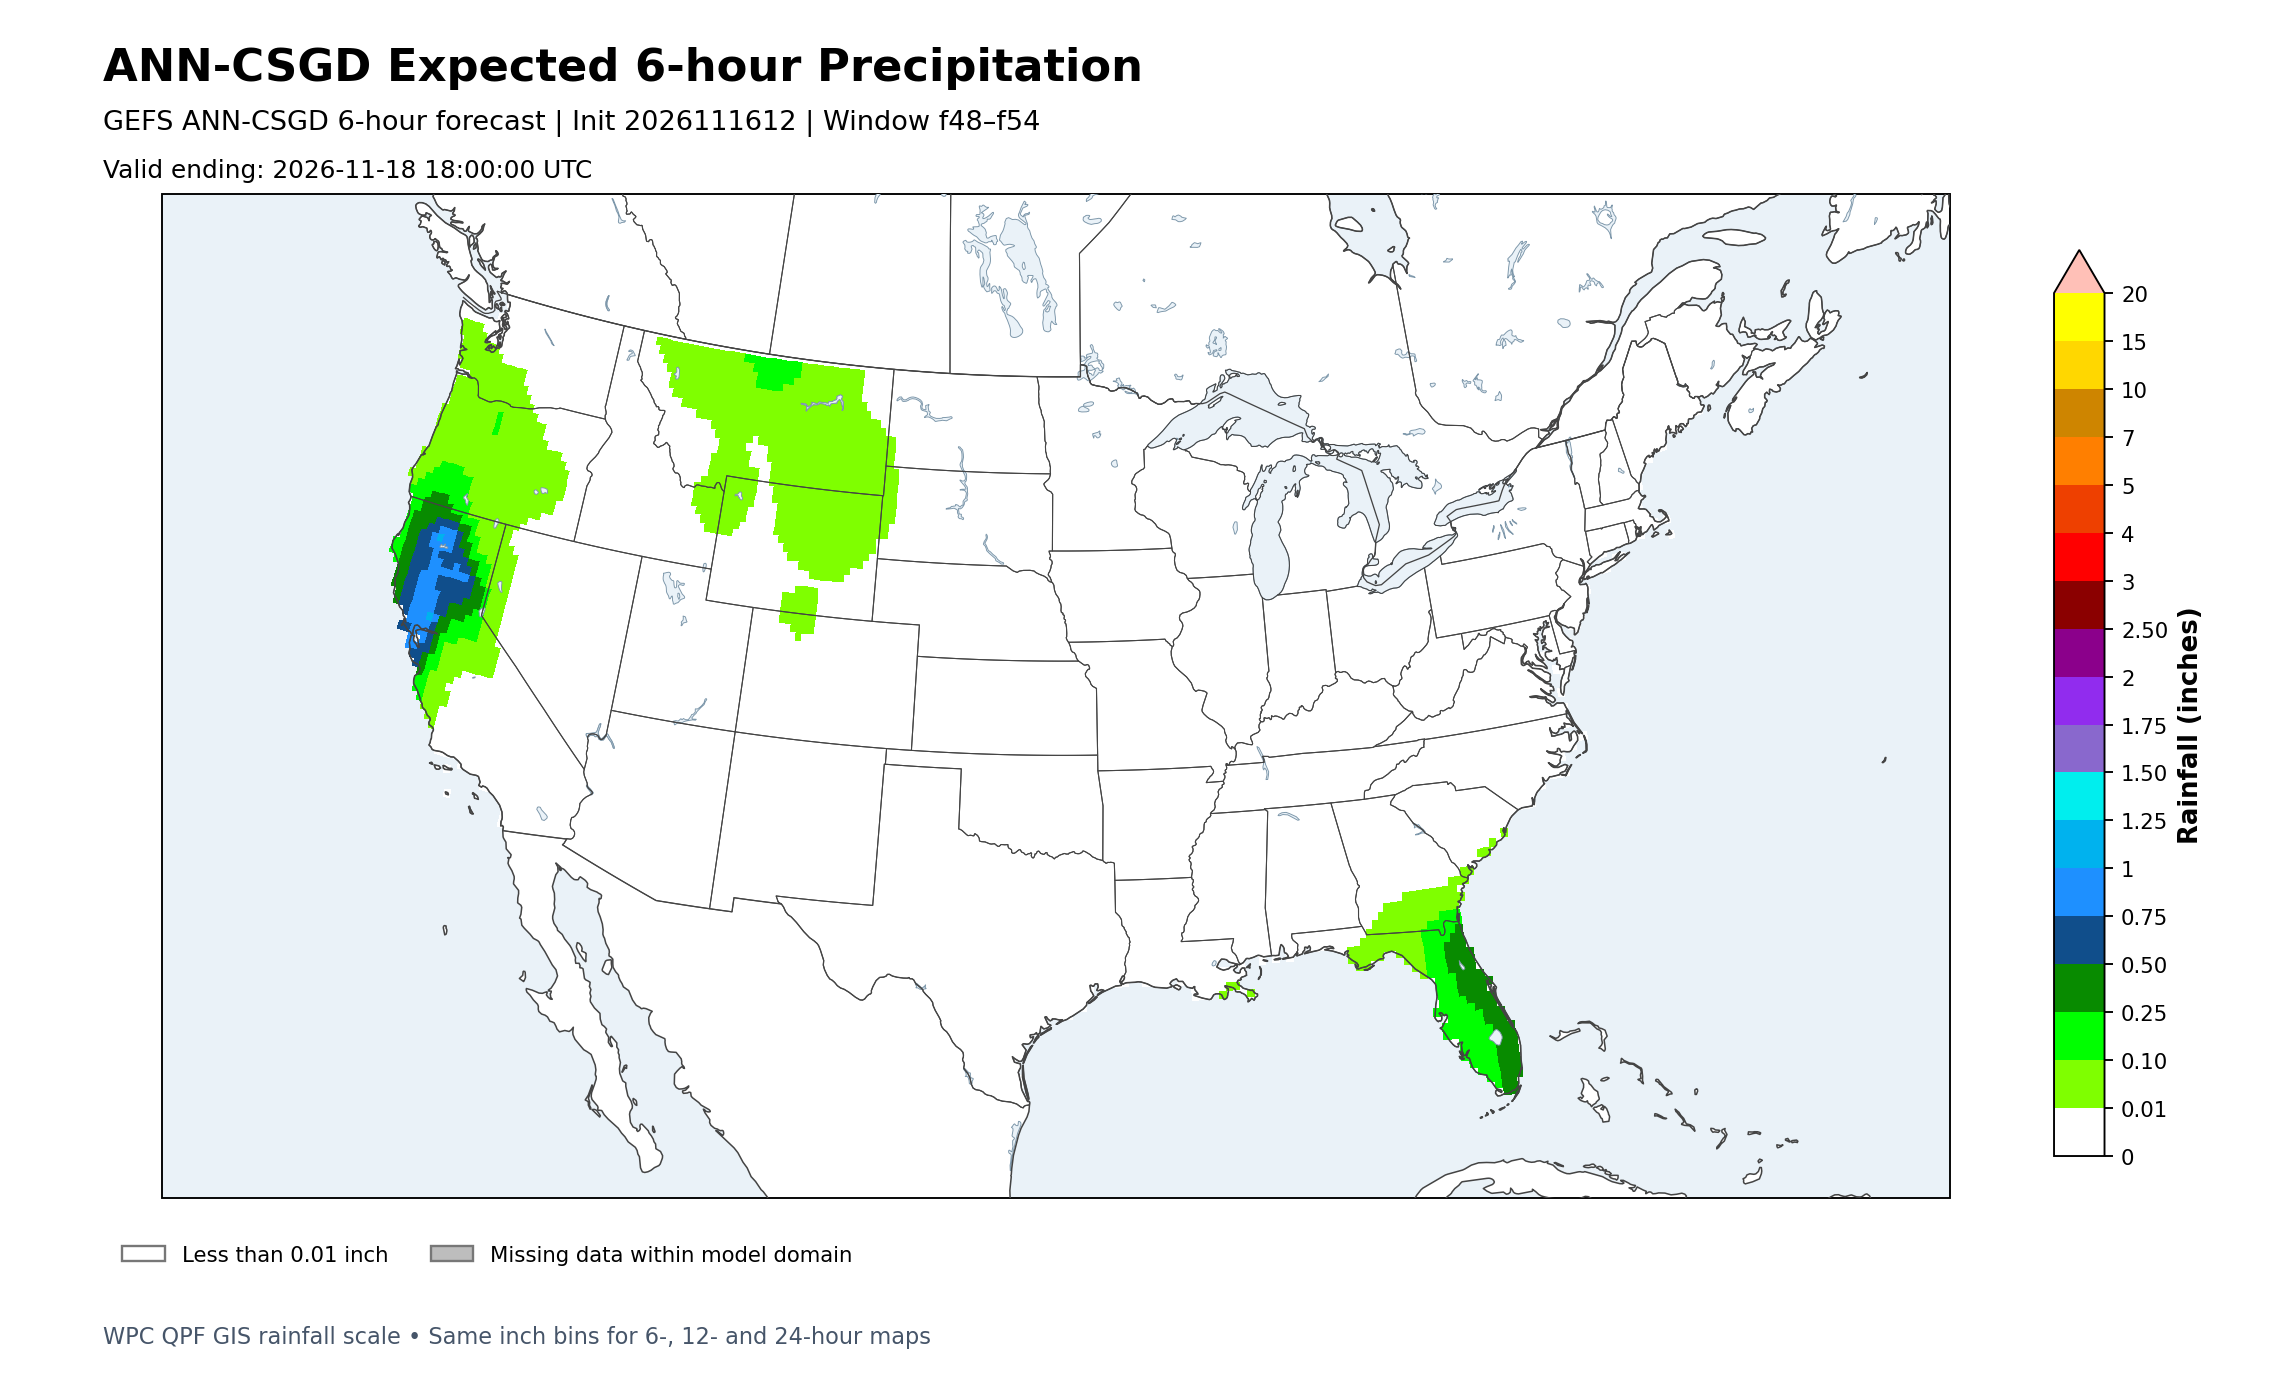 ANN-CSGD Expected 6-hour Precipitation
GEFS ANN-CSGD 6-hour forecast | Init 2026111612 | Window f48–f54
Valid ending: 2026-11-18 18:00:00 UTC
20
15
10
7
5
4
3
2.50
2
1.75
1.50
1.25
1
0.75
0.50
0.25
0.10
0.01
0
Rainfall (inches)
Less than 0.01 inch
Missing data within model domain
WPC QPF GIS rainfall scale • Same inch bins for 6-, 12- and 24-hour maps